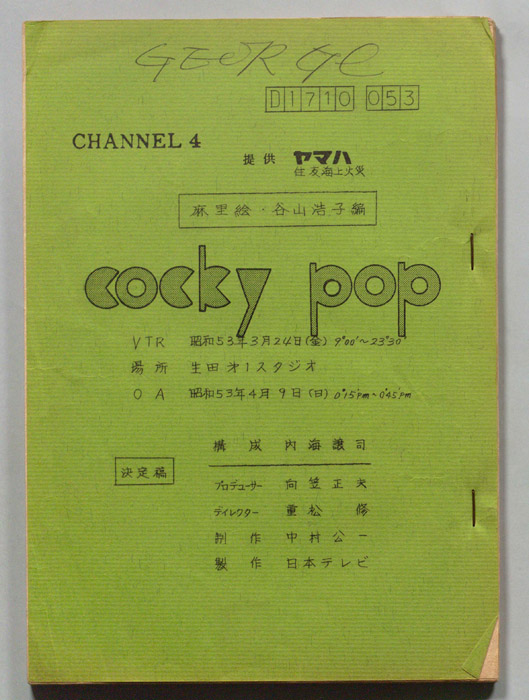 GEORGE
D1710 053
CHANNEL 4
提供 ヤマハ
住友海上火災
麻里絵・谷山浩子編
cocky pop
VTR 昭和53年3月24日(金) 9°00'~23°30'
場所 生田オ1スタジオ
OA 昭和53年4月9日(日) 0°15'PM~0°45'PM
構成 内海譲司
決定稿
プロデューサー 向笠正夫
ディレクター 重松修
制作 中村公一
製作 日本テレビ